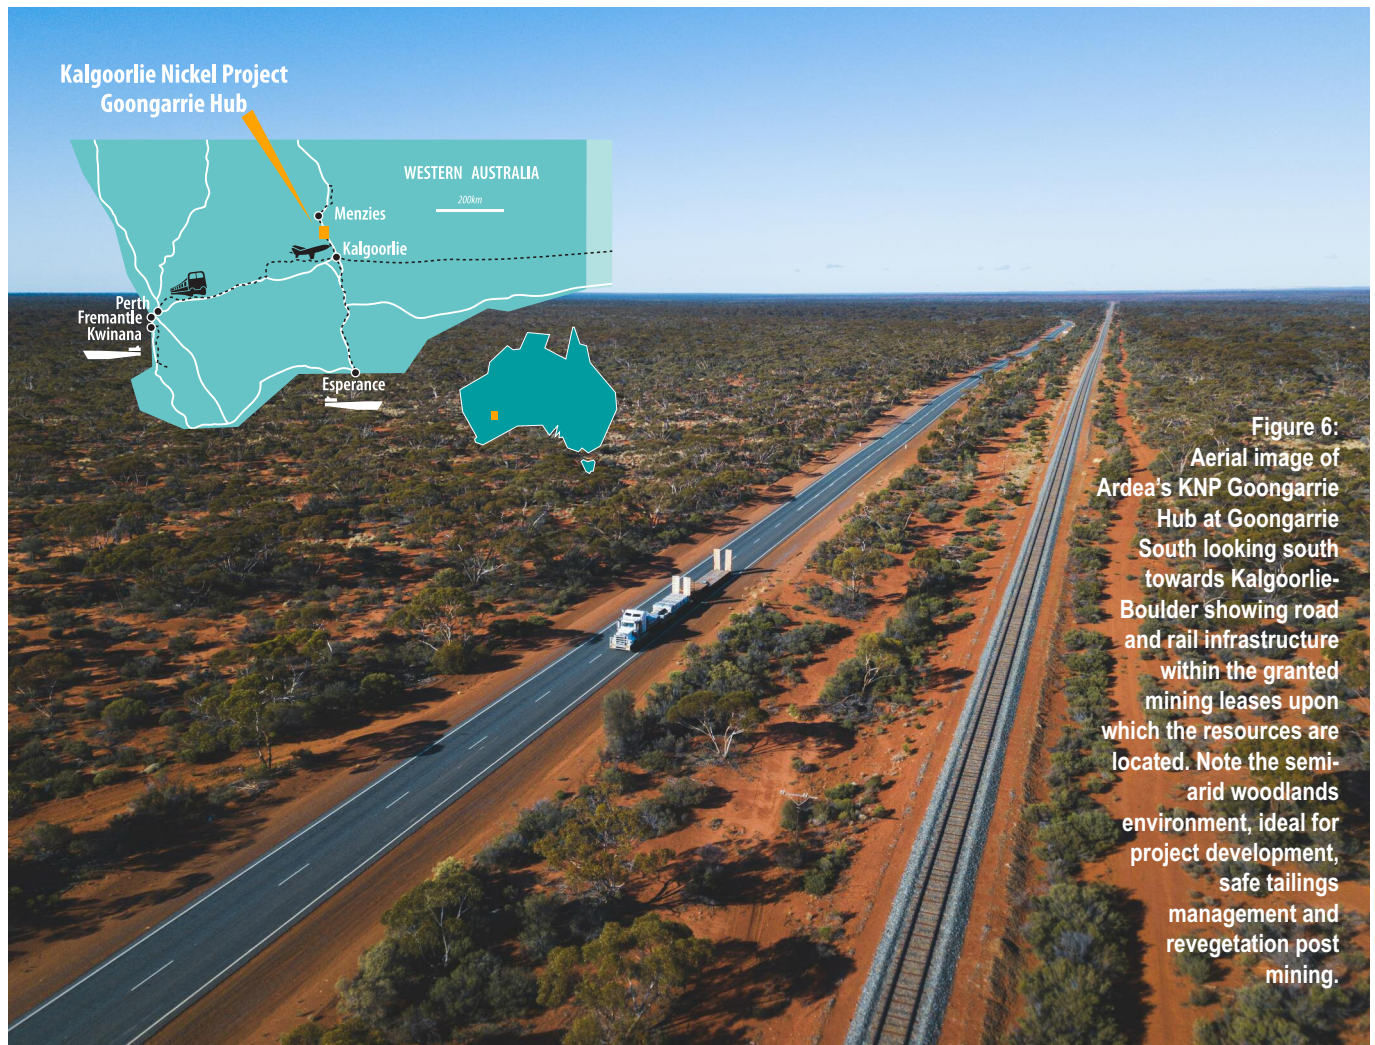 Kalgoorlie Nickel Project
Goongarrie Hub
WESTERN AUSTRALIA
200km
Menzies
Kalgoorlie
Perth
Fremantle
Kwinana
Esperance
Figure 6:
Aerial image of
Ardea's KNP Goongarrie
Hub at Goongarrie
South looking south
towards Kalgoorlie-
Boulder showing road
and rail infrastructure
within the granted
mining leases upon
which the resources are
located. Note the semi-
arid woodlands
environment, ideal for
project development,
safe tailings
management and
revegetation post
mining.